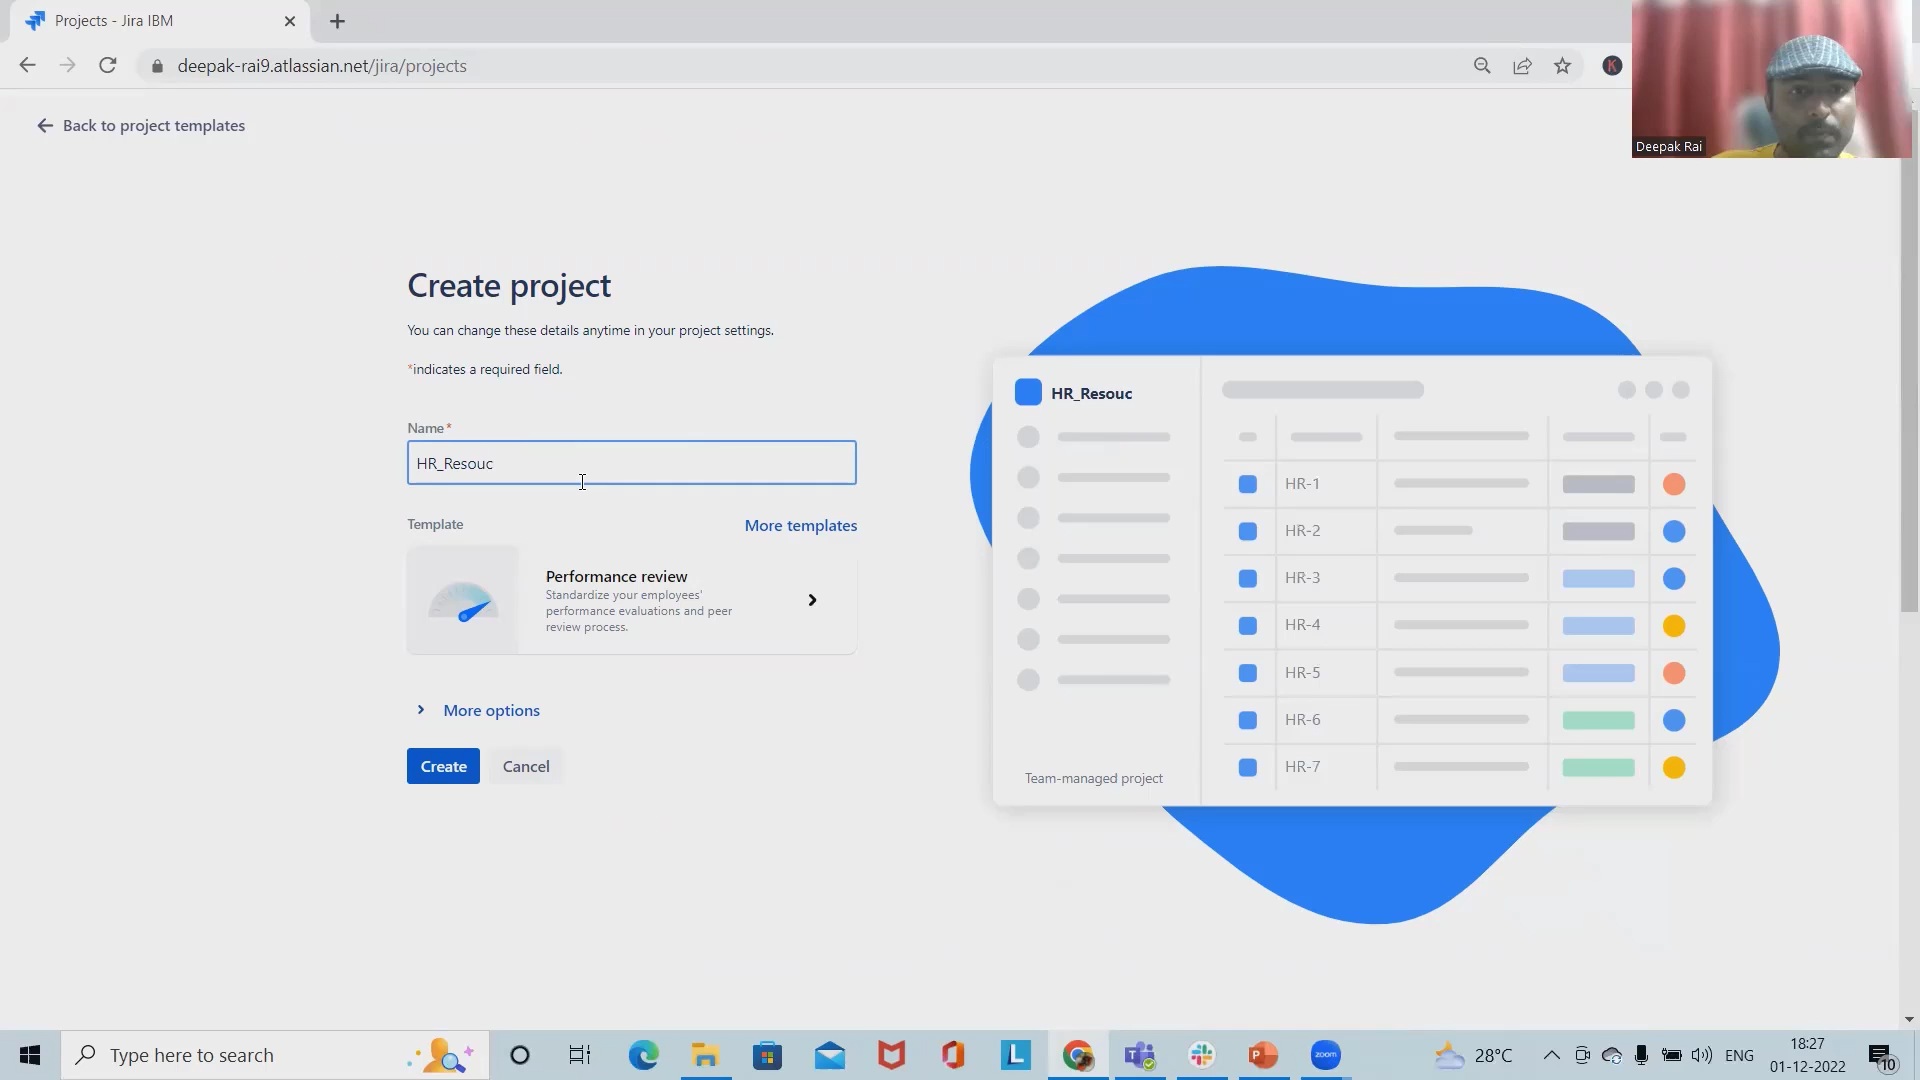 Projects - Jira IBM
deepak-rai9.atlassian.net/jira/projects
K
Deepak Rai
Back to project templates
Create project
You can change these details anytime in your project settings.
*indicates a required field.
Name*
HR_Resouc
Template
More templates
Performance review
Standardize your employees'
performance evaluations and peer
review process.
More options
Create
Cancel
HR_Resouc
HR-1
HR-2
HR-3
HR-4
HR-5
HR-6
HR-7
Team-managed project
Type here to search
L
T
P
zoom
28°C
ENG
18:27
01-12-2022
10